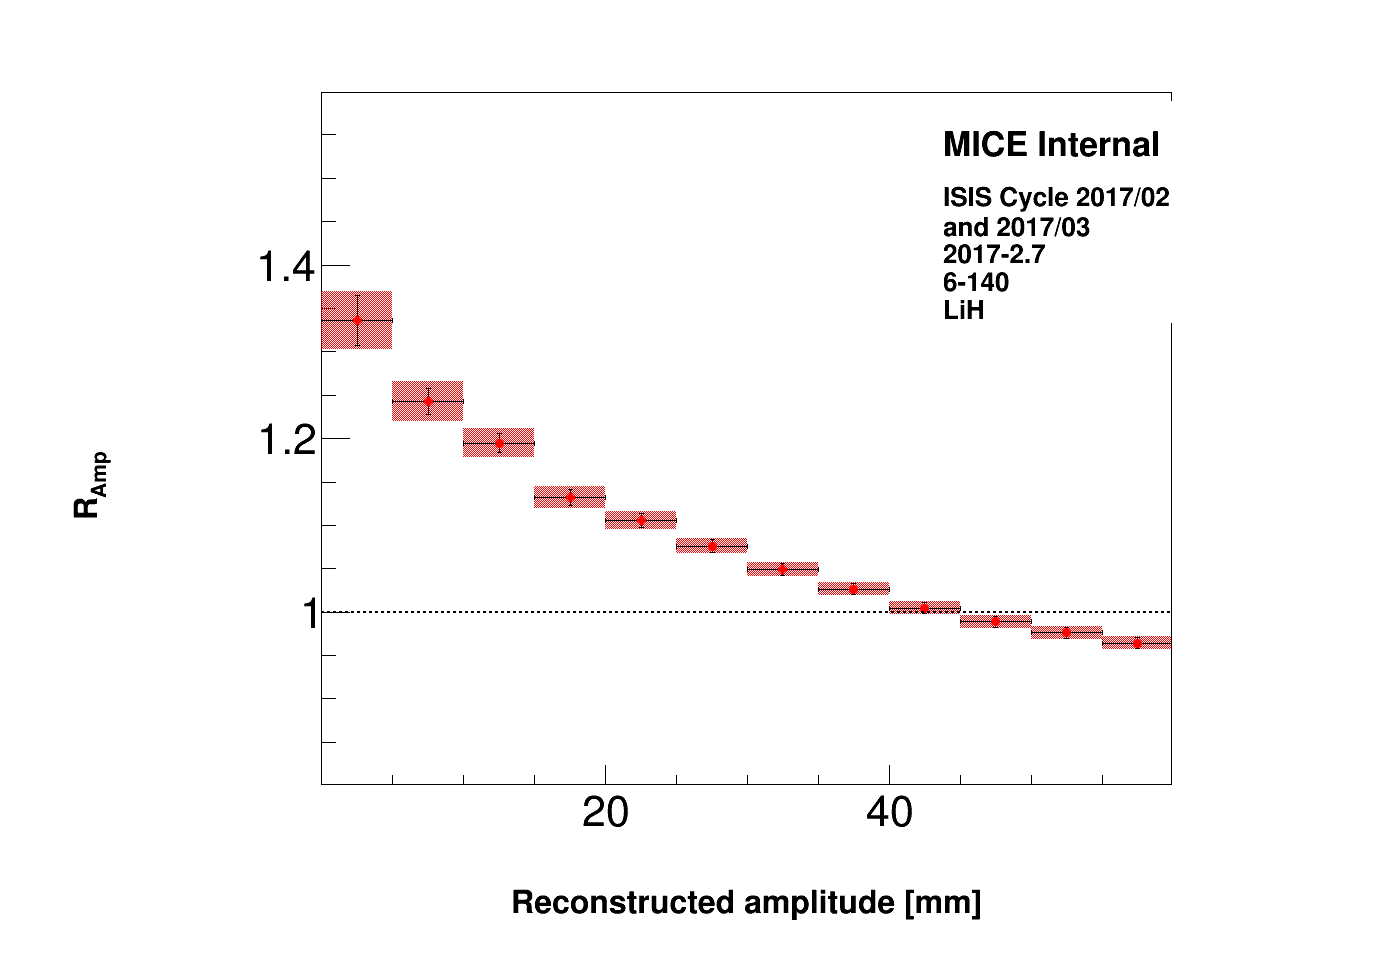 MICE Internal
ISIS Cycle 2017/02
and 2017/03
2017-2.7
6-140
LiH
1.4
1.2
1
R_Amp
20
40
Reconstructed amplitude [mm]